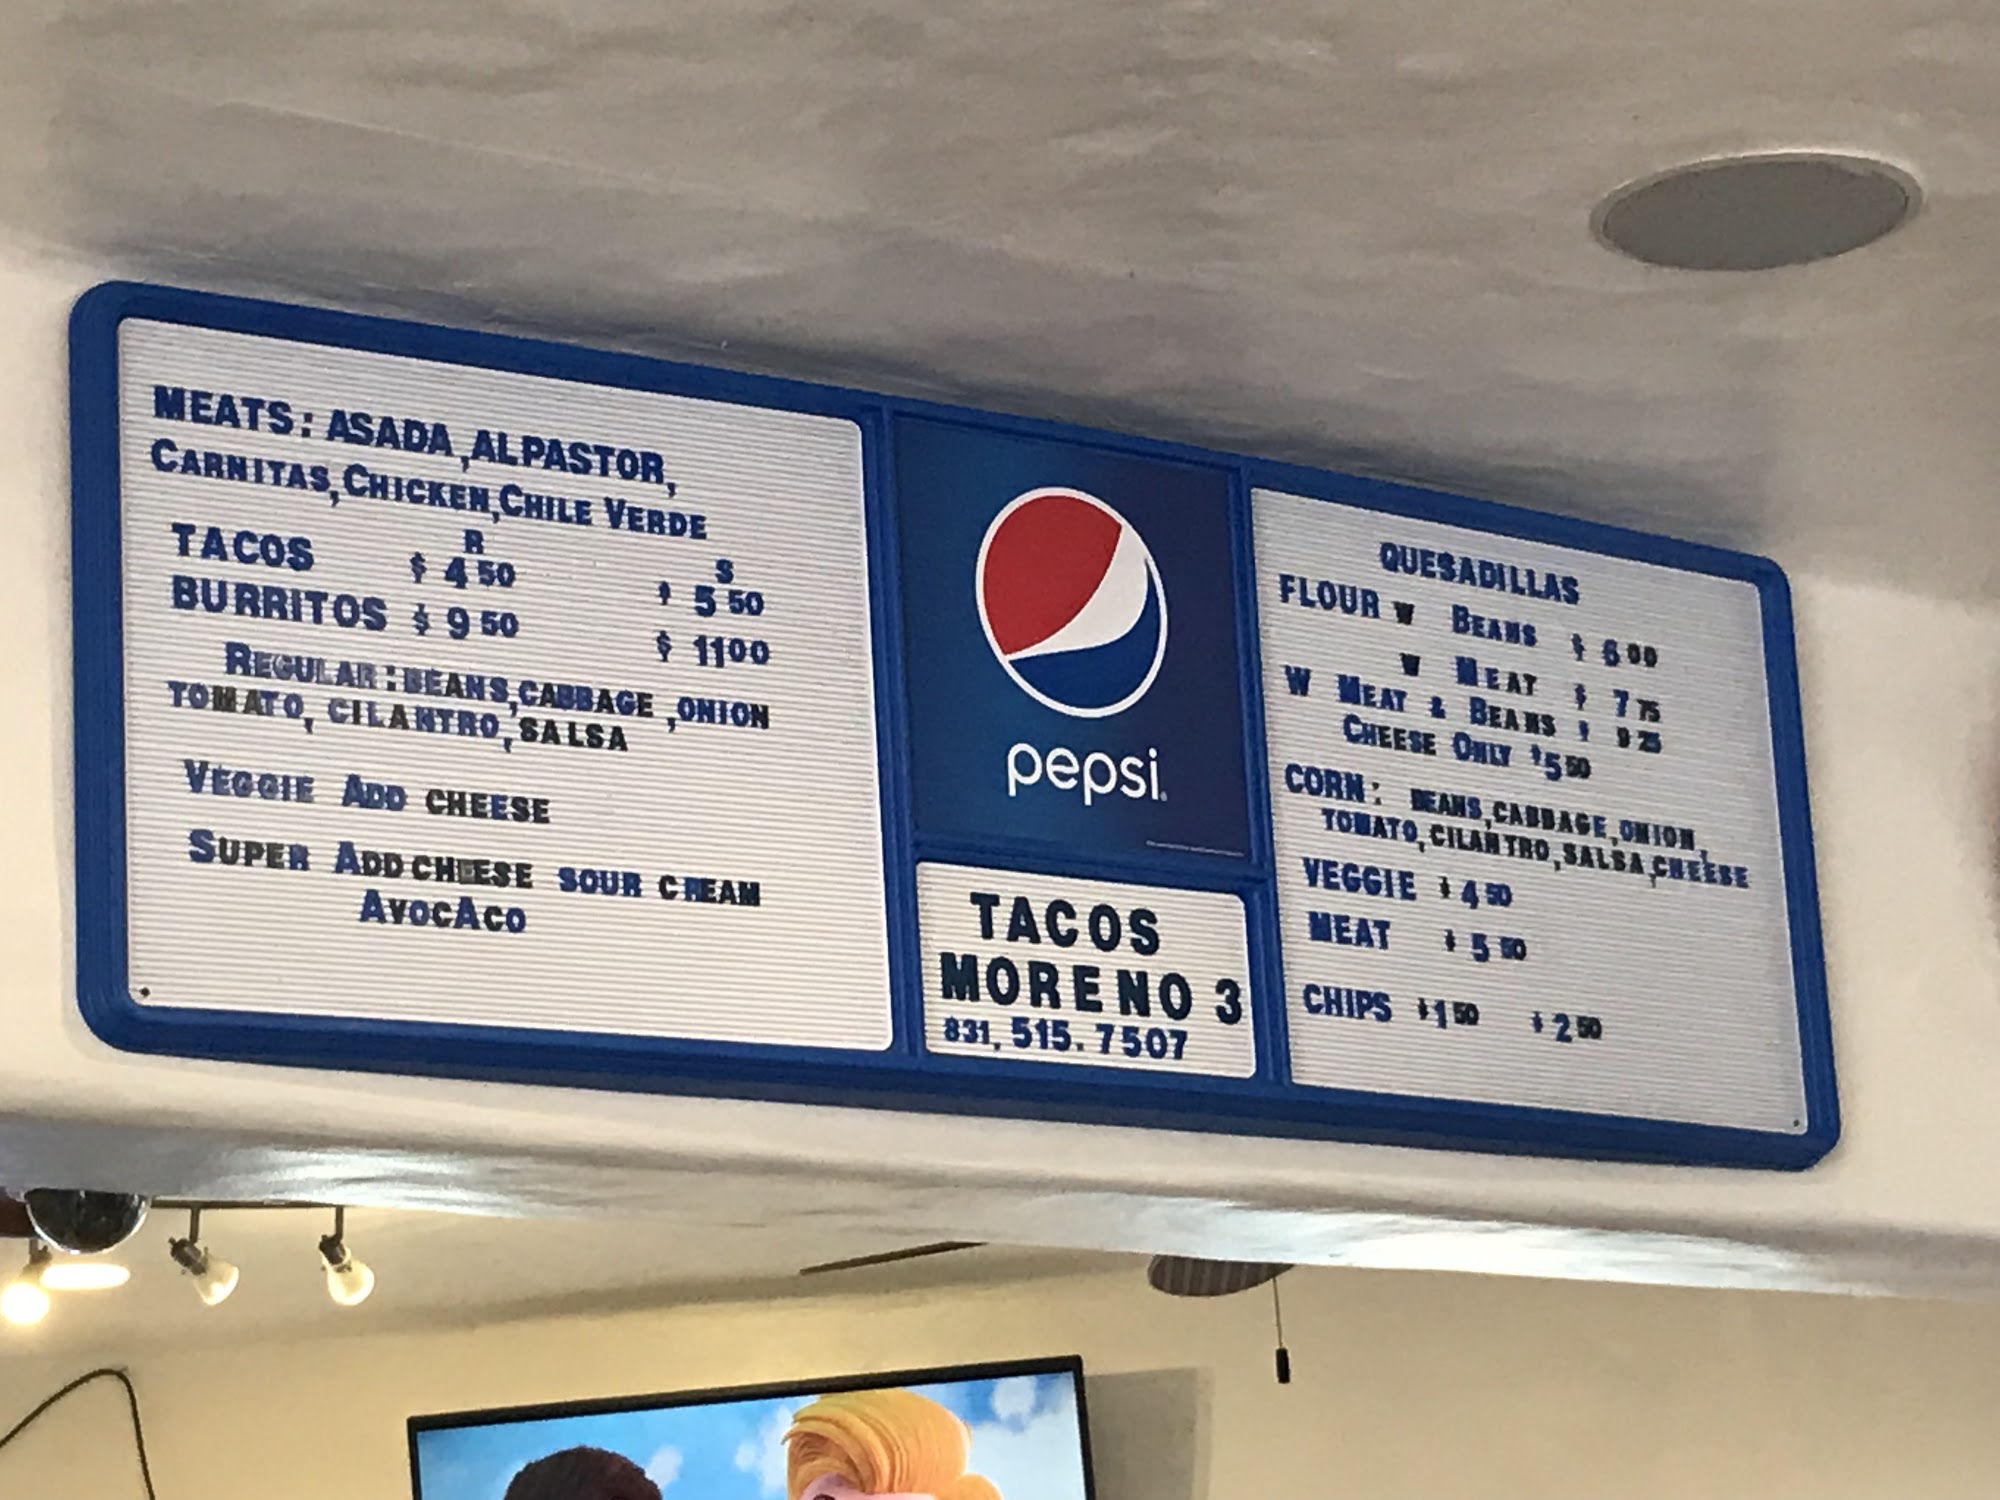 MEATS: ASADA, ALPASTOR,
CARNITAS, CHICKEN, CHILE VERDE
R S
TACOS $4 50 $5 50
BURRITOS $9 50 $11 00
REGULAR: BEANS, CABBAGE, ONION
TOMATO, CILANTRO, SALSA
VEGGIE ADD CHEESE
SUPER ADD CHEESE SOUR CREAM
AVOCACO
pepsi
TACOS
MORENO 3
831. 515. 7507
QUESADILLAS
FLOUR W BEANS $6 00
W MEAT $7 75
W MEAT & BEANS $9 25
CHEESE ONLY $5 50
CORN: BEANS, CABBAGE, ONION,
TOMATO, CILANTRO, SALSA, CHEESE
VEGGIE $4 50
MEAT $5 50
CHIPS $1 50 $2 50